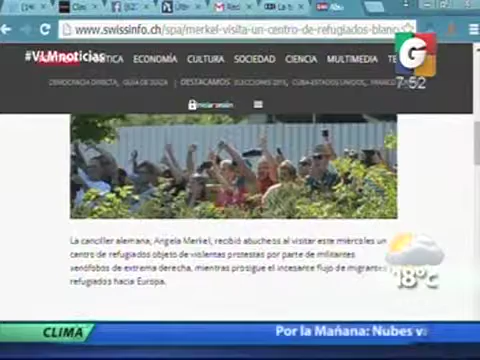 www.swissinfo.ch/spa/merkel-visita-un-centro-de-refugiados-blanc
#VLMnoticias
ECONOMÍA CULTURA SOCIEDAD CIENCIA MULTIMEDIA
G
7:52
DEMOCRACIA DIRECTA, GUÍA DE SUIZA | DESTACAMOS ELECCIONES 2015, CUBA-ESTADOS UNIDOS,
Iniciar sesión
La canciller alemana, Angela Merkel, recibió abucheos al visitar este miércoles un
centro de refugiados objeto de violentas protestas por parte de militantes
xenófobos de extrema derecha, mientras prosigue el incesante flujo de migrantes
refugiados hacia Europa.
18°C
CLIMA
Por la Mañana: Nubes v